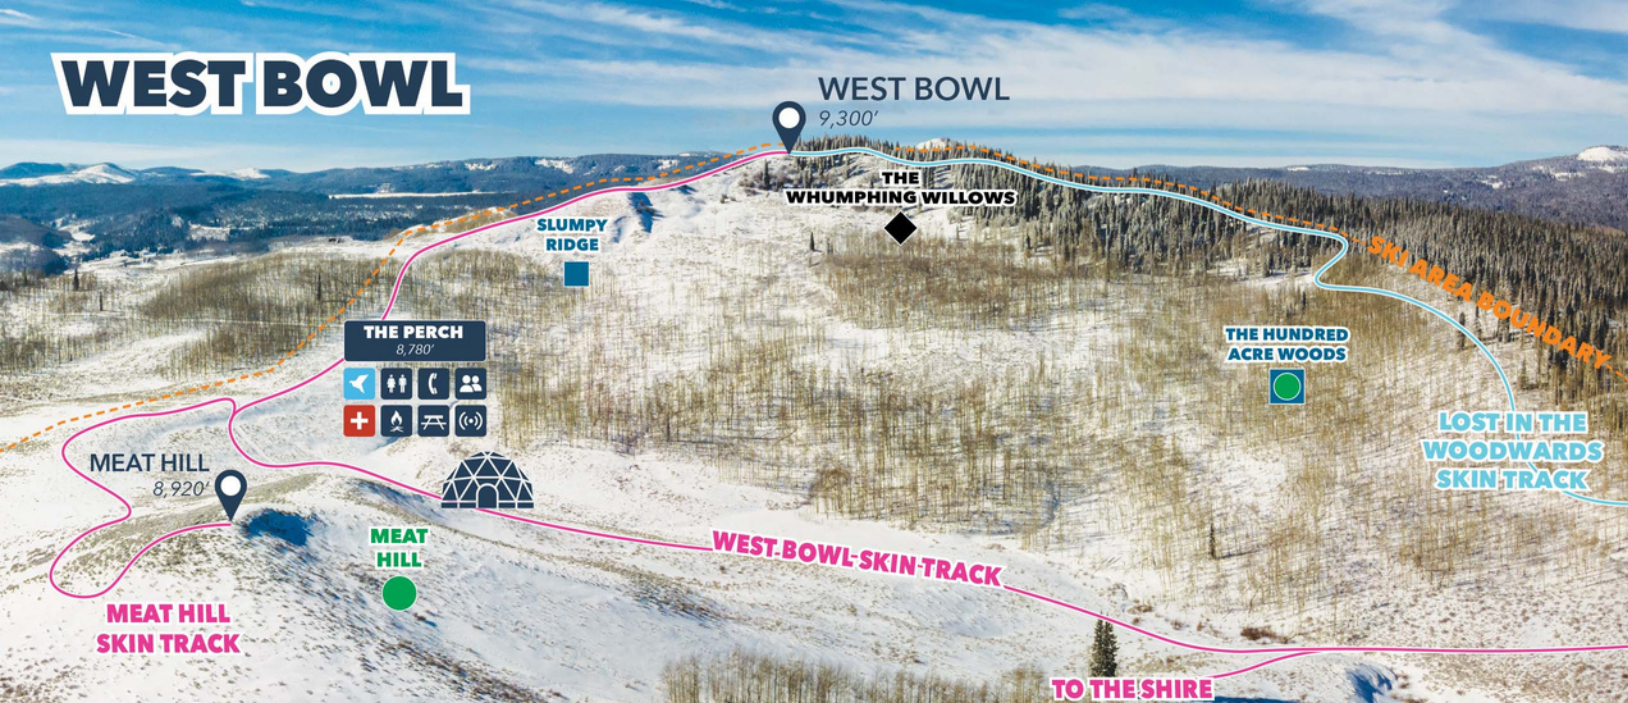 WEST BOWL
WEST BOWL
9,300'
THE
WHUMPHING WILLOWS
SLUMPY
RIDGE
SKI AREA BOUNDARY
THE PERCH
8,780'
THE HUNDRED
ACRE WOODS
LOST IN THE
WOODWARDS
SKIN TRACK
MEAT HILL
8,920'
MEAT
HILL
WEST BOWL SKIN TRACK
MEAT HILL
SKIN TRACK
TO THE SHIRE